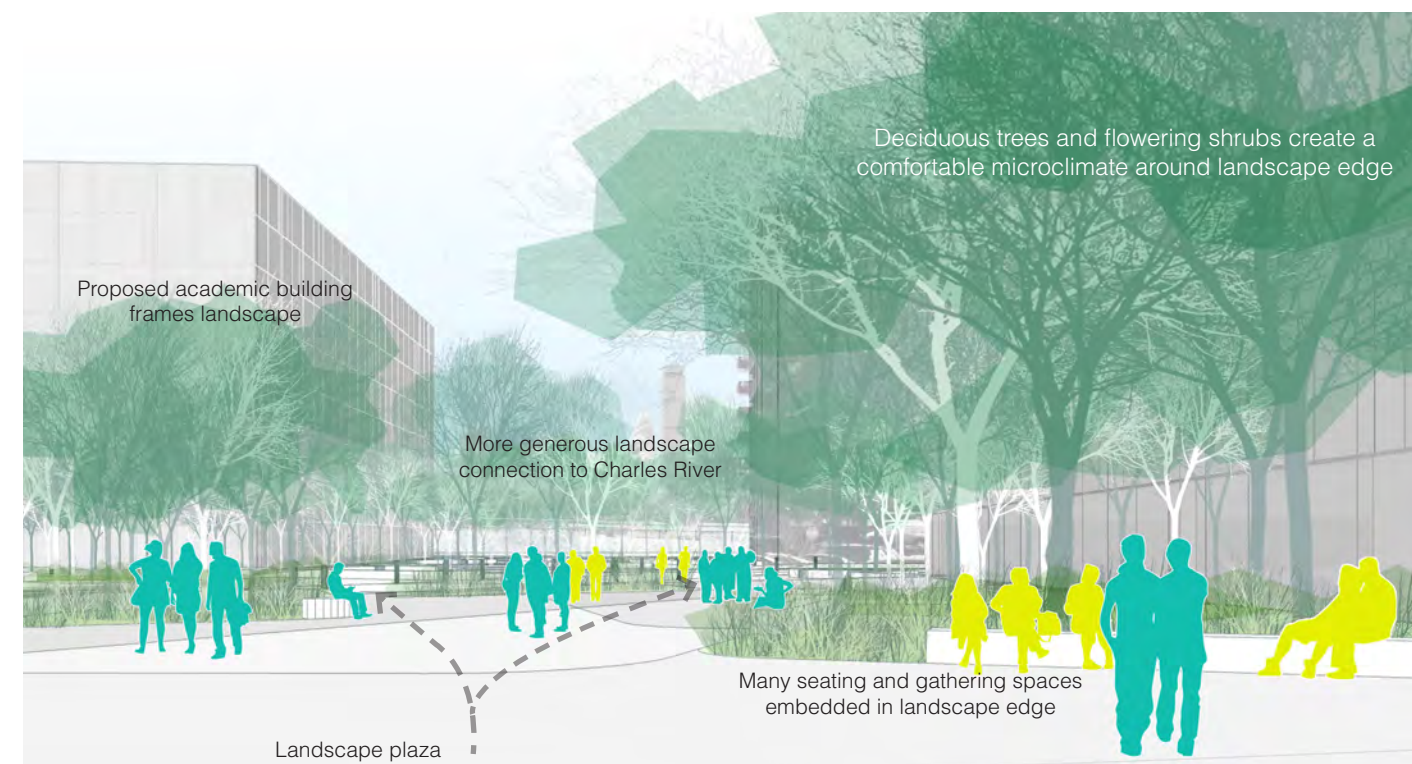 Deciduous trees and flowering shrubs create a
comfortable microclimate around landscape edge
Proposed academic building
frames landscape
More generous landscape
connection to Charles River
Many seating and gathering spaces
embedded in landscape edge
Landscape plaza